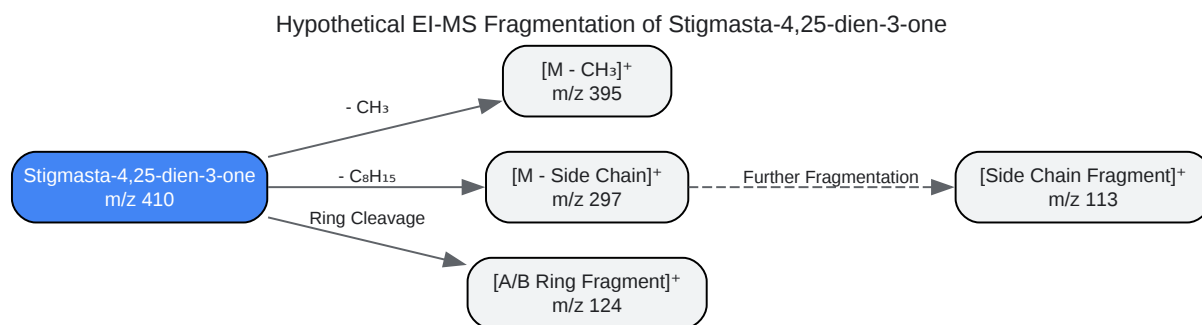 Hypothetical EI-MS Fragmentation of Stigmasta-4,25-dien-3-one
[M - CH₃]⁺
m/z 395
- CH₃
Stigmasta-4,25-dien-3-one
m/z 410
- C₈H₁₅
[M - Side Chain]⁺
m/z 297
Further Fragmentation
[Side Chain Fragment]⁺
m/z 113
Ring Cleavage
[A/B Ring Fragment]⁺
m/z 124